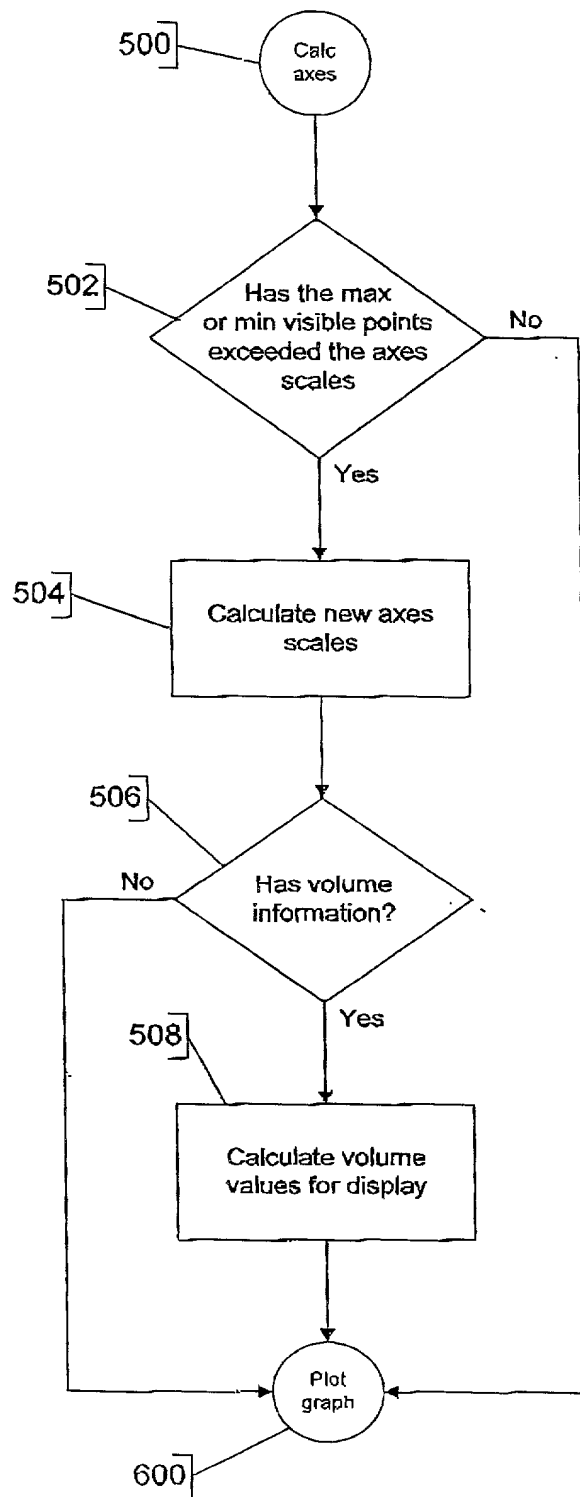 500
Calc
axes
502
Has the max
or min visible points
exceeded the axes
scales
No
Yes
504
Calculate new axes
scales
506
No
Has volume
information?
Yes
508
Calculate volume
values for display
Plot
graph
600